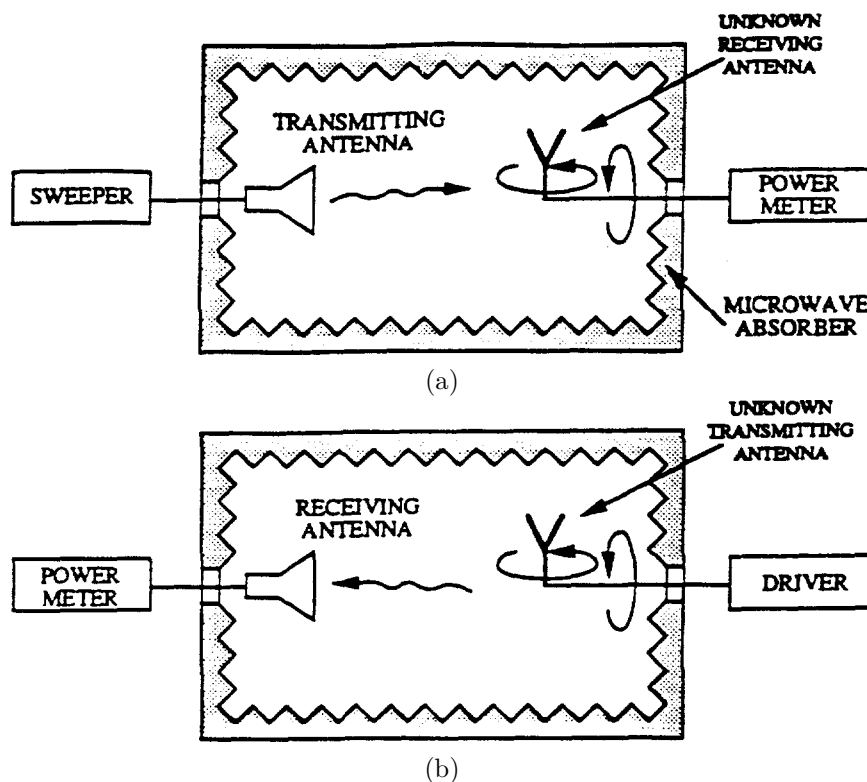 UNKNOWN
RECEIVING
ANTENNA
TRANSMITTING
ANTENNA
SWEEPER
POWER
METER
MICROWAVE
ABSORBER
(a)
UNKNOWN
TRANSMITTING
ANTENNA
RECEIVING
ANTENNA
POWER
METER
DRIVER
(b)